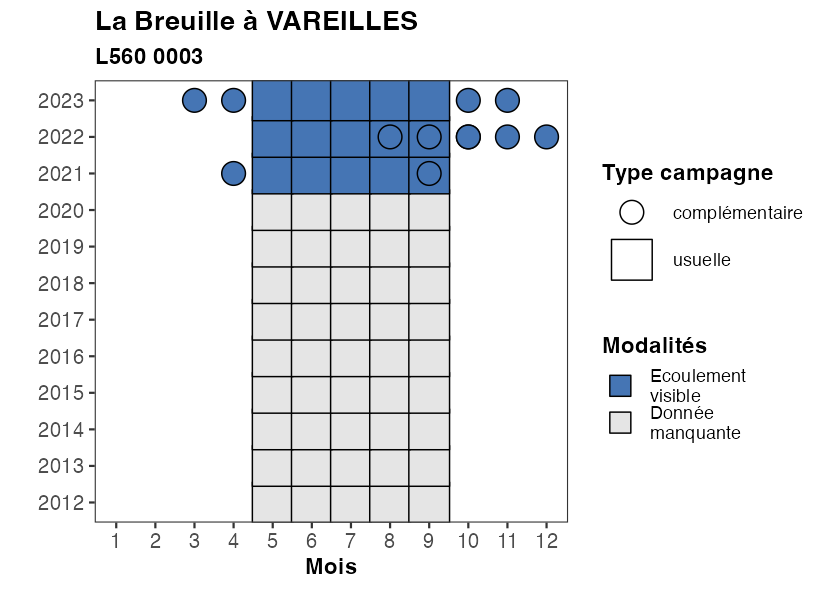 La Breuille à VAREILLES
L560 0003
2023
2022
2021
2020
2019
2018
2017
2016
2015
2014
2013
2012
1 2 3 4 5 6 7 8 9 10 11 12
Mois
Type campagne
complémentaire
usuelle
Modalités
Ecoulement
visible
Donnée
manquante